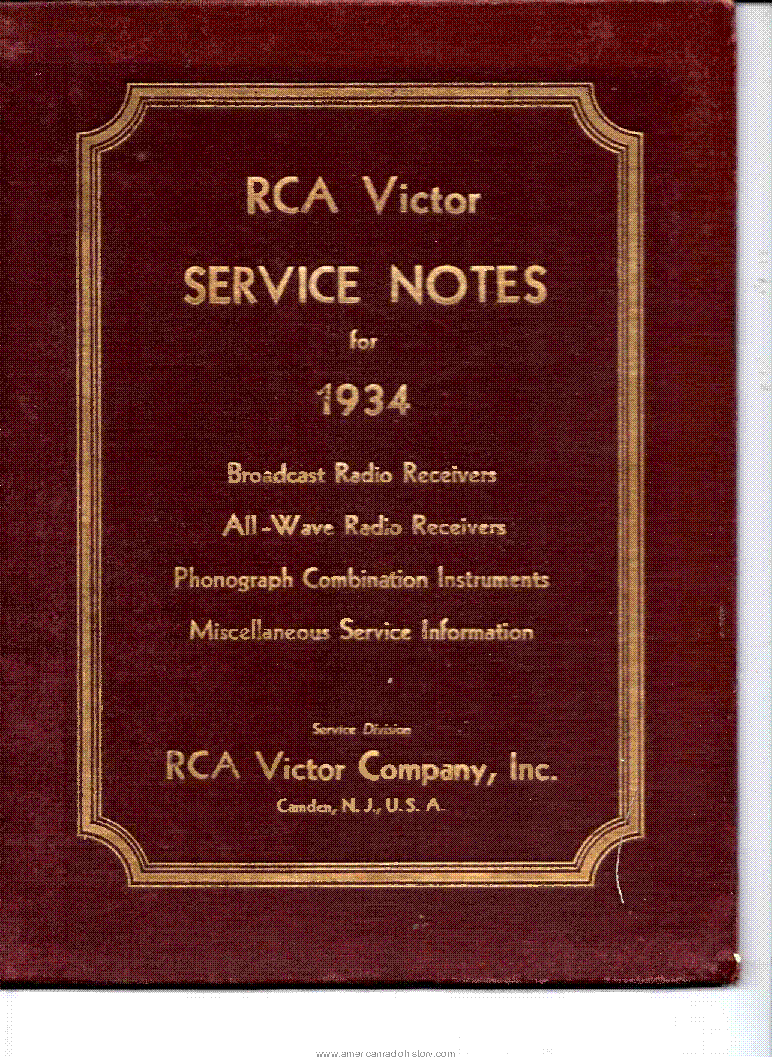 RCA Victor
SERVICE NOTES
for
1934
Broadcast Radio Receivers
All-Wave Radio Receivers
Phonograph Combination Instruments
Miscellaneous Service Information
Service Division
RCA Victor Company, Inc.
Camden, N. J., U. S. A.
www.americanradiohistory.com